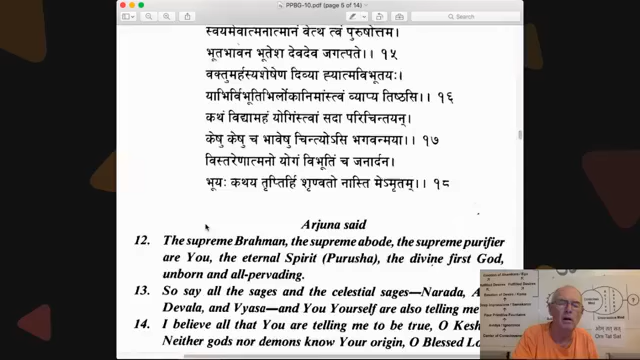 PPBG-10.pdf (page 5 of 14)
स्वयमेवात्मनात्मानं वेत्थ त्वं पुरुषोत्तम।
भूतभावन भूतेश देवदेव जगत्पते।। १५
वक्तुमर्हस्यशेषेण दिव्या ह्यात्मविभूतयः।
याभिर्विभूतिभिर्लोकानिमांस्त्वं व्याप्य तिष्ठसि।। १६
कथं विद्यामहं योगिंस्त्वां सदा परिचिन्तयन्।
केषु केषु च भावेषु चिन्त्योऽसि भगवन्मया।। १७
विस्तरेणात्मनो योगं विभूतिं च जनार्दन।
भूयः कथय तृप्तिर्हि शृण्वतो नास्ति मेऽमृतम्।। १८
Arjuna said
12. The supreme Brahman, the supreme abode, the supreme purifier
are You, the eternal Spirit (Purusha), the divine first God,
unborn and all-pervading.
13. So say all the sages and the celestial sages—Narada, A
Devala, and Vyasa—and You Yourself are also telling me
14. I believe all that You are telling me to be true, O Kesh
Neither gods nor demons know Your origin, O Blessed Lo
Om Tat Sat